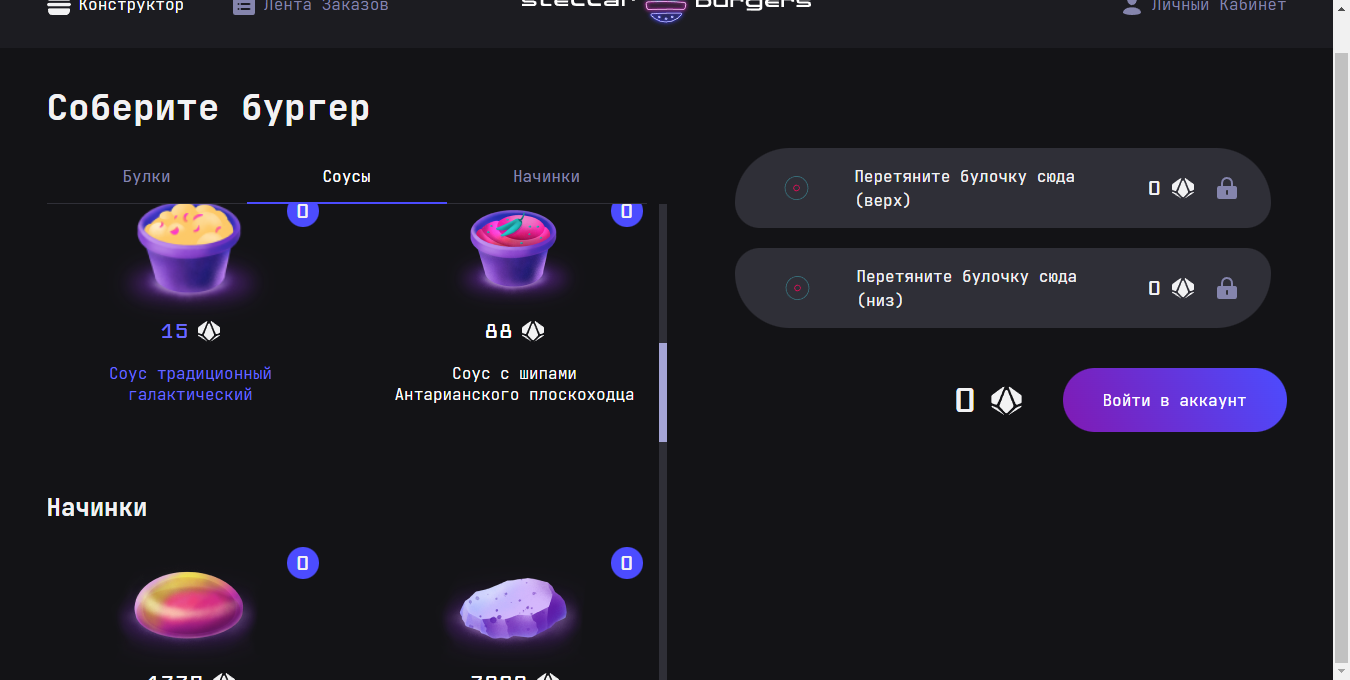 Конструктор
Лента Заказов
stellar burgers
Личный Кабинет
Соберите бургер
Булки
Соусы
Начинки
0
0
15
88
Соус традиционный
галактический
Соус с шипами
Антарианского плоскоходца
Начинки
0
0
Перетяните булочку сюда
(верх)
0
Перетяните булочку сюда
(низ)
0
0
Войти в аккаунт